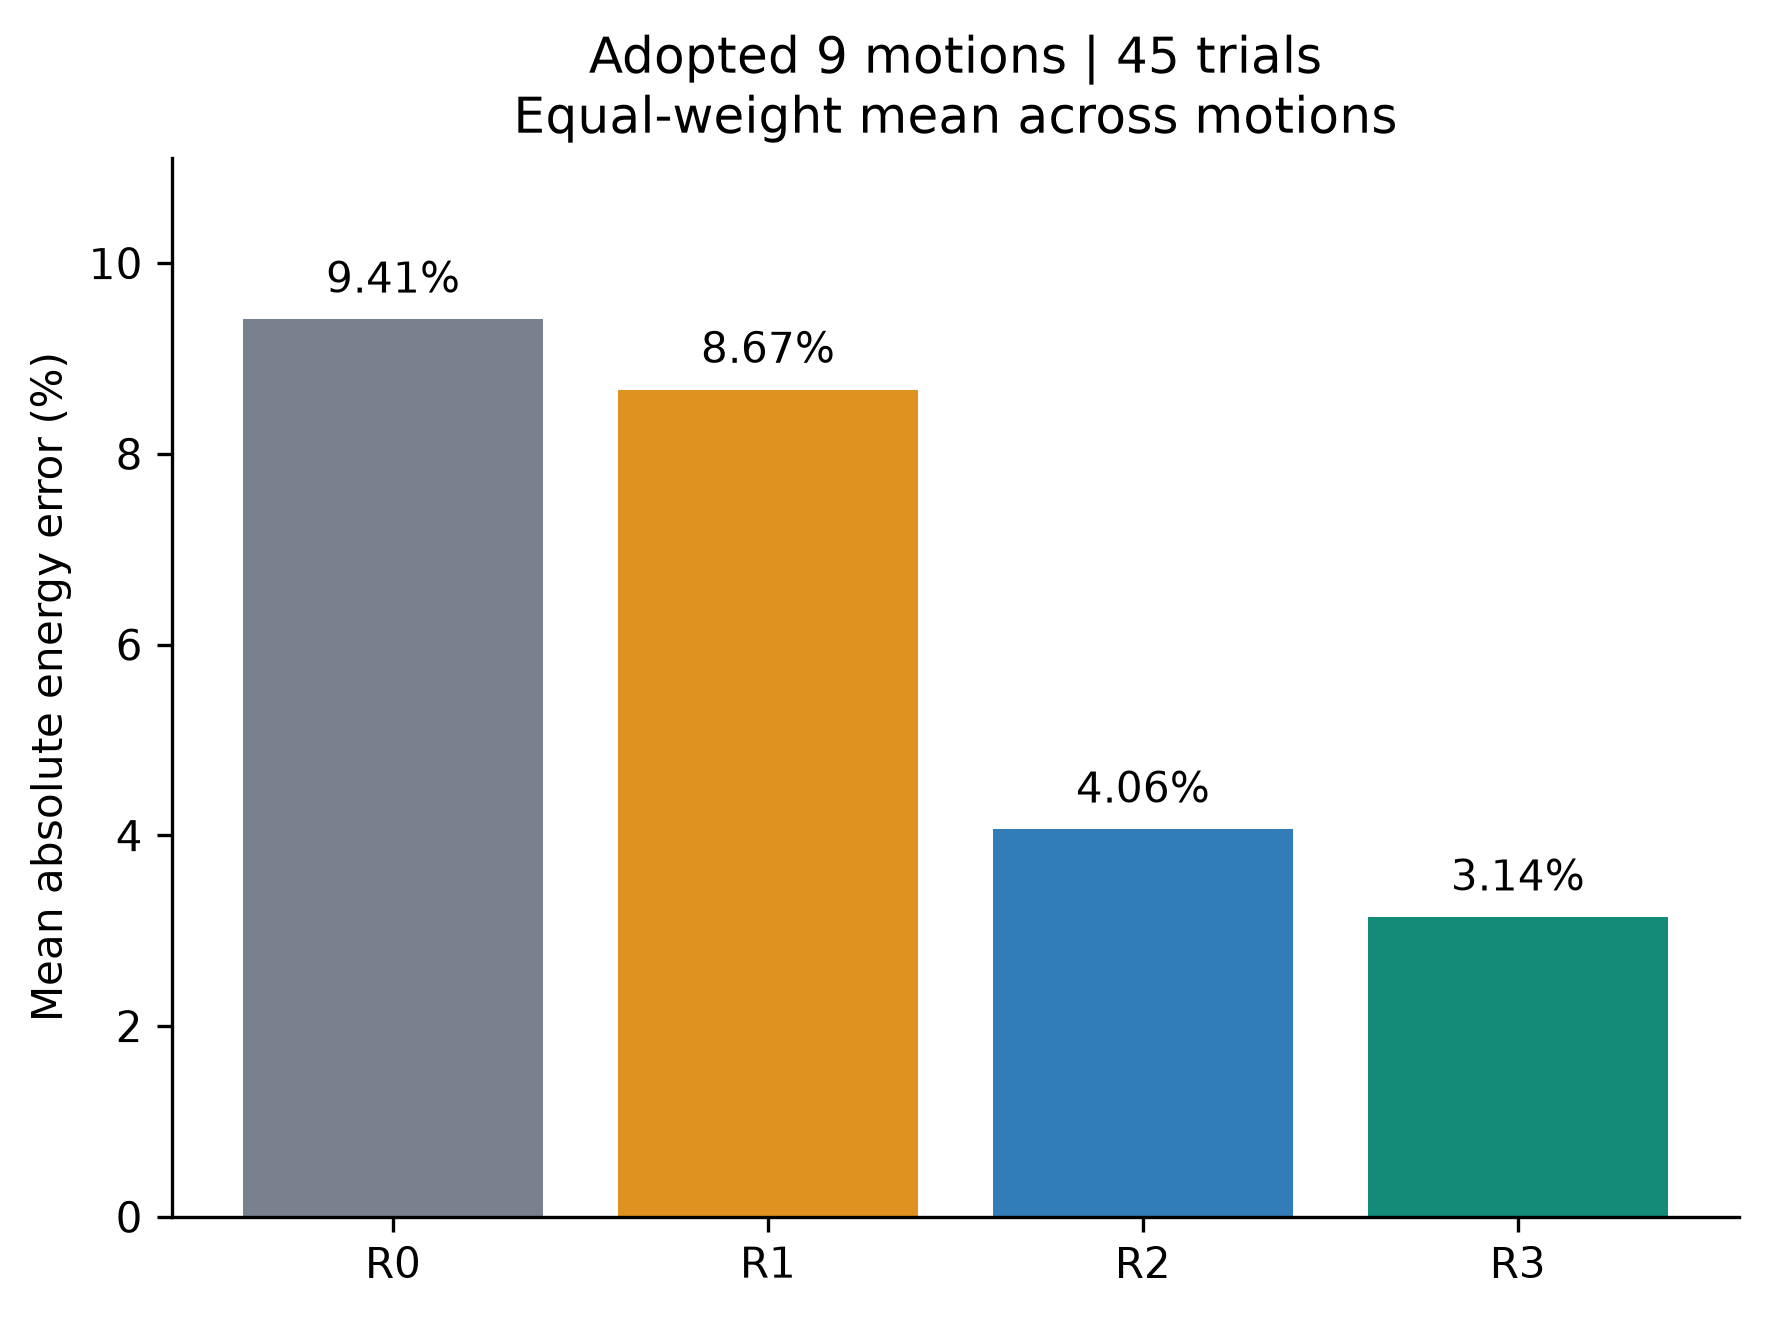 Adopted 9 motions | 45 trials
Equal-weight mean across motions
Mean absolute energy error (%)
10
8
6
4
2
0
9.41%
8.67%
4.06%
3.14%
R0
R1
R2
R3